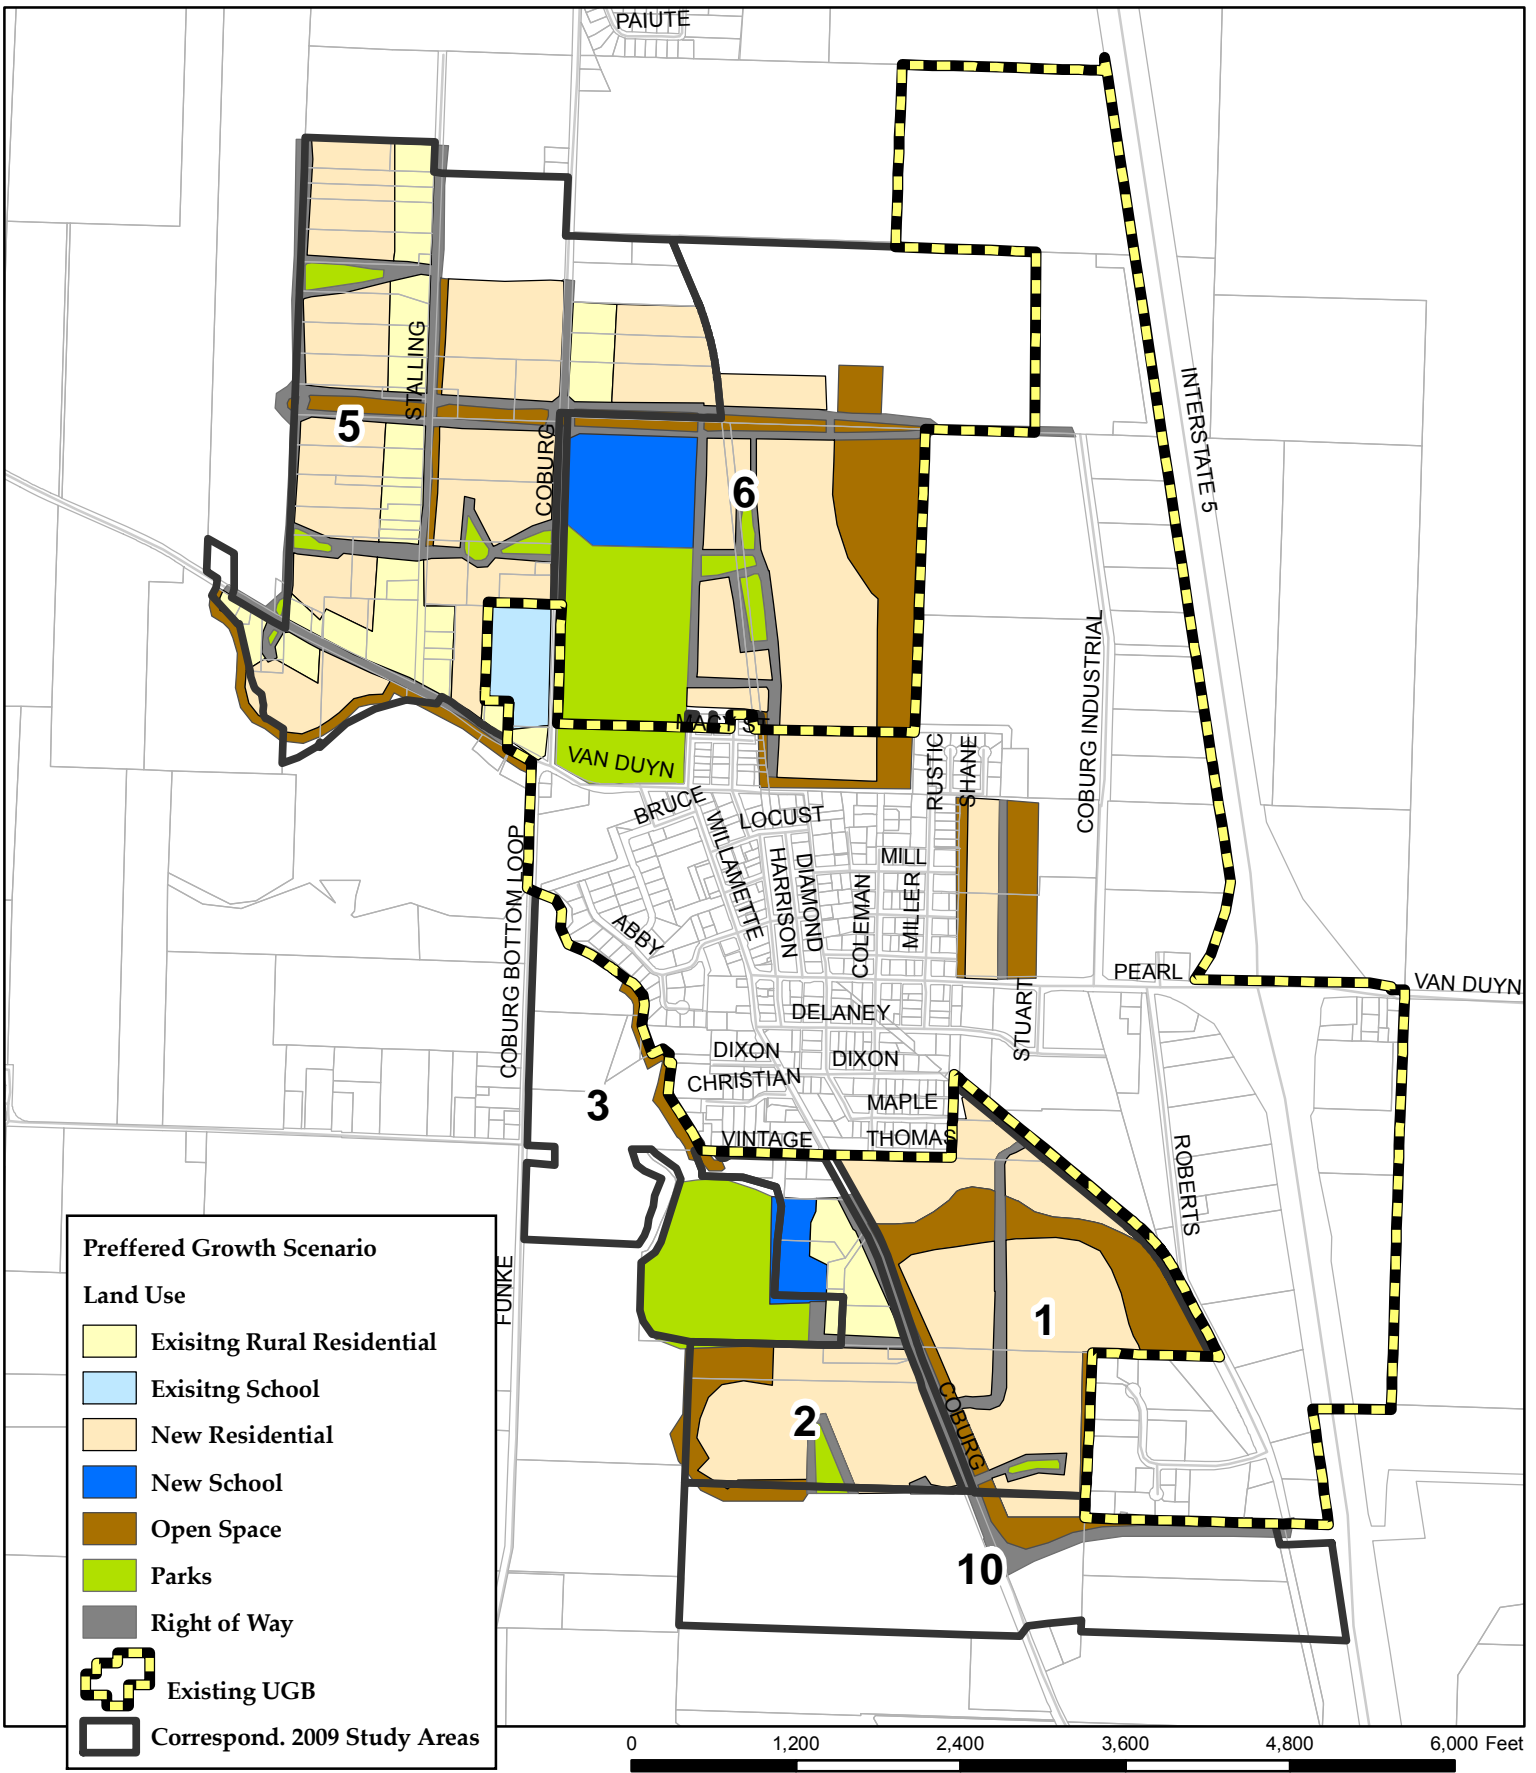 PAIUTE
STALLING
5
COBURG
6
INTERSTATE 5
MACY ST
VAN DUYN
BRUCE
LOCUST
WILLAMETTE
HARRISON
DIAMOND
COLEMAN
MILL
MILLER
RUSTIC
SHANE
COBURG INDUSTRIAL
COBURG BOTTOM LOOP
ABBY
PEARL
VAN DUYN
DELANEY
STUART
DIXON
DIXON
CHRISTIAN
MAPLE
3
VINTAGE
THOMAS
ROBERTS
FUNKE
1
2
COBURG
10
Preffered Growth Scenario
Land Use
Exisitng Rural Residential
Exisitng School
New Residential
New School
Open Space
Parks
Right of Way
Existing UGB
Correspond. 2009 Study Areas
0 1,200 2,400 3,600 4,800 6,000 Feet